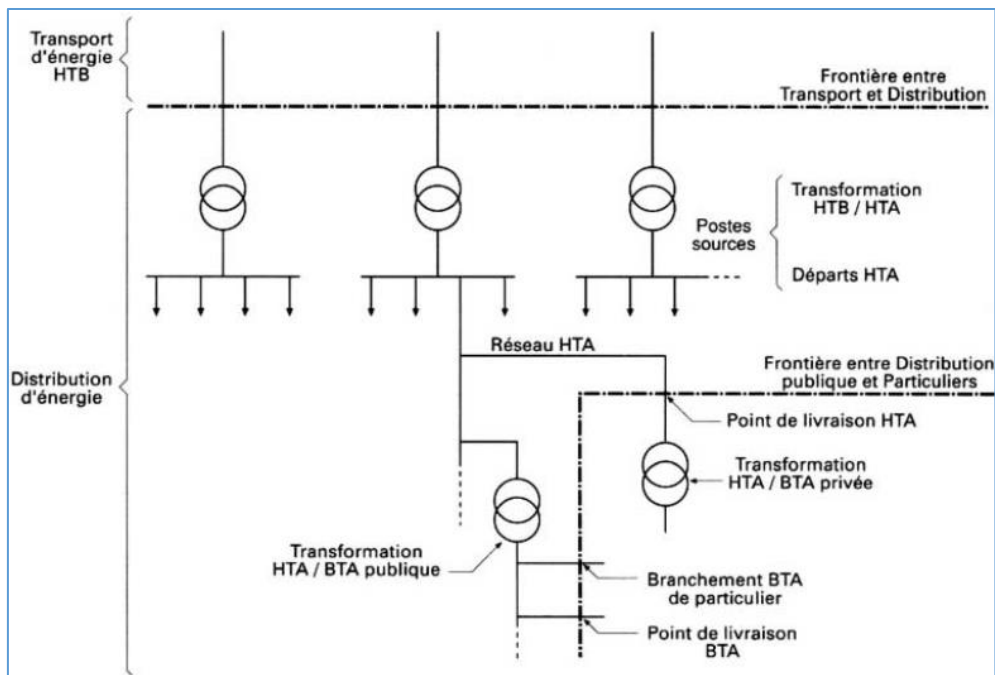 Transport
d'énergie
HTB
Frontière entre
Transport et Distribution
Transformation
HTB / HTA
Postes
sources
Départs HTA
Réseau HTA
Frontière entre Distribution
publique et Particuliers
Distribution
d'énergie
Point de livraison HTA
Transformation
HTA / BTA privée
Transformation
HTA / BTA publique
Branchement BTA
de particulier
Point de livraison
BTA